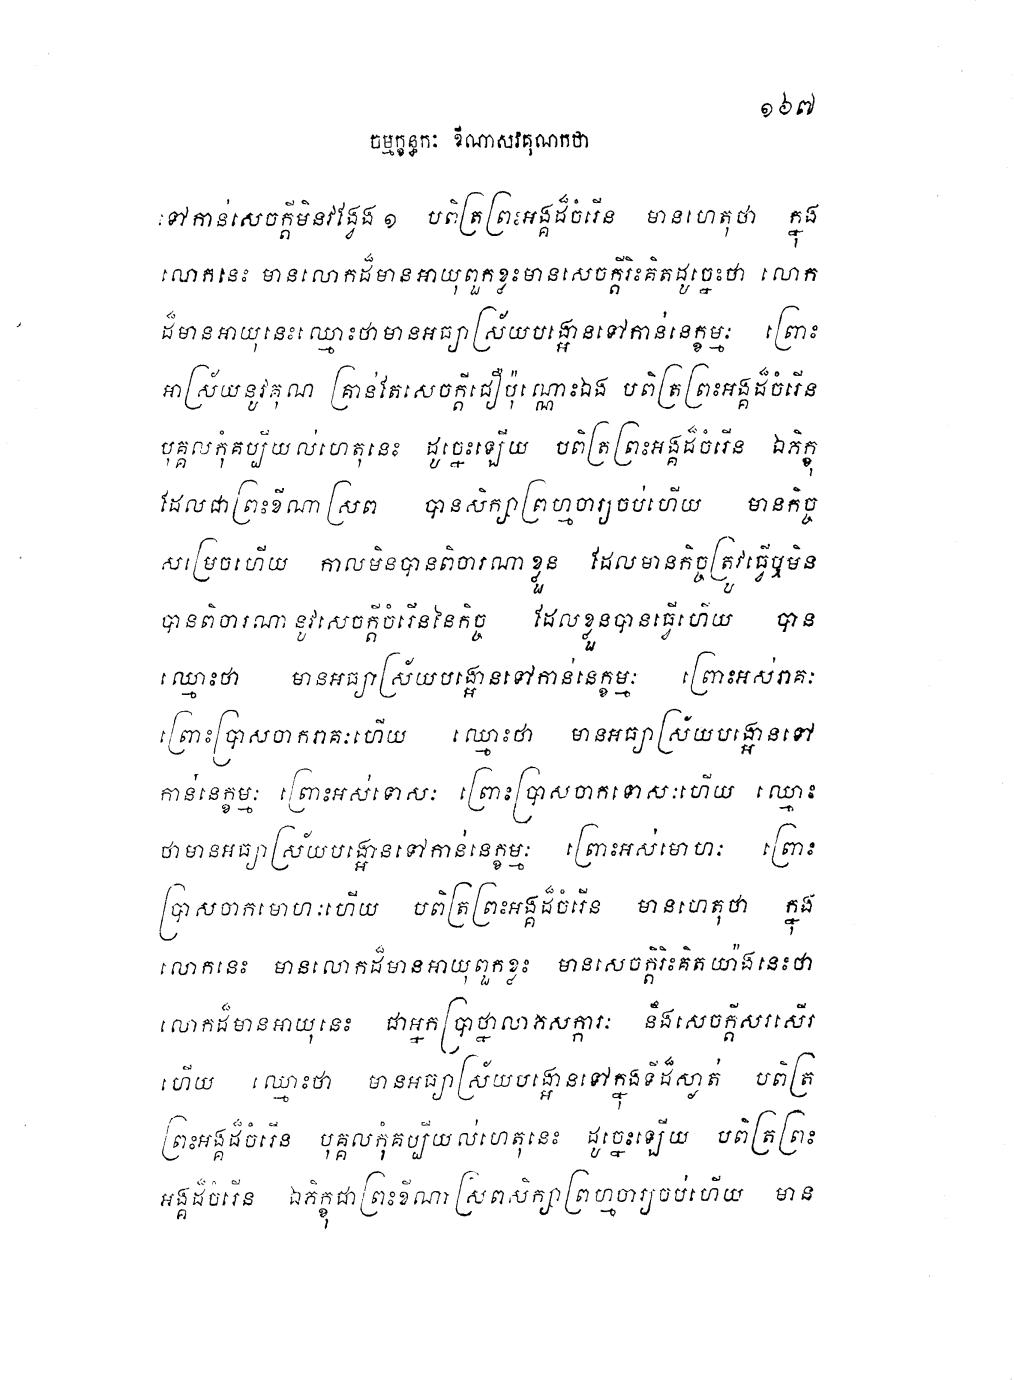 ១៦៧
ចម្មក្ខន្ធកៈ ខីណាសវគុណកថា
ទៅកាន់សេចក្តីមិនវង្វែង ១ បពិត្រព្រះអង្គដ៏ចំរើន មានហេតុថា ក្នុង
លោកនេះ មានលោកដ៏មានអាយុពួកខ្លះមានសេចក្តីរិះគិតដូច្នេះថា លោក
ដ៏មានអាយុនេះឈ្មោះថាមានអធ្យាស្រ័យបង្អោនទៅកាន់នេក្ខម្មៈ ព្រោះ
អាស្រ័យនូវគុណ គ្រាន់តែសេចក្តីជឿប៉ុណ្ណោះឯង បពិត្រព្រះអង្គដ៏ចំរើន
បុគ្គលកុំគប្បីយល់ហេតុនេះ ដូច្នេះឡើយ បពិត្រព្រះអង្គដ៏ចំរើន ឯភិក្ខុ
ដែលជាព្រះខីណាស្រព បានសិក្សាព្រហ្មចារ្យចប់ហើយ មានកិច្ច
សម្រេចហើយ កាលមិនបានពិចារណាខ្លួន ដែលមានកិច្ចត្រូវធ្វើឬមិន
បានពិចារណានូវសេចក្តីចំរើននៃកិច្ច ដែលខ្លួនបានធ្វើហើយ បាន
ឈ្មោះថា មានអធ្យាស្រ័យបង្អោនទៅកាន់នេក្ខម្មៈ ព្រោះអស់រាគៈ
ព្រោះប្រាសចាករាគៈហើយ ឈ្មោះថា មានអធ្យាស្រ័យបង្អោនទៅ
កាន់នេក្ខម្មៈ ព្រោះអស់ទោសៈ ព្រោះប្រាសចាកទោសៈហើយ ឈ្មោះ
ថាមានអធ្យាស្រ័យបង្អោនទៅកាន់នេក្ខម្មៈ ព្រោះអស់មោហៈ ព្រោះ
ប្រាសចាកមោហៈហើយ បពិត្រព្រះអង្គដ៏ចំរើន មានហេតុថា ក្នុង
លោកនេះ មានលោកដ៏មានអាយុពួកខ្លះ មានសេចក្តីរិះគិតយ៉ាងនេះថា
លោកដ៏មានអាយុនេះ ជាអ្នកប្រាថ្នាលាភសក្ការៈ នឹងសេចក្តីសរសើរ
ហើយ ឈ្មោះថា មានអធ្យាស្រ័យបង្អោនទៅក្នុងទីដ៏ស្ងាត់ បពិត្រ
ព្រះអង្គដ៏ចំរើន បុគ្គលកុំគប្បីយល់ហេតុនេះ ដូច្នេះឡើយ បពិត្រព្រះ
អង្គដ៏ចំរើន ឯភិក្ខុជាព្រះខីណាស្រពសិក្សាព្រហ្មចារ្យចប់ហើយ មាន